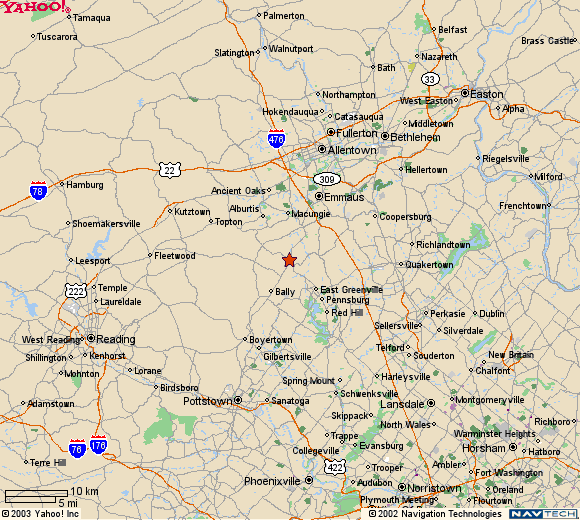 YAHOO!
Tamaqua
Palmerton
Tuscarora
Belfast
Brass Castle
Slatington
Walnutport
Nazareth
Bath
33
Northampton
Easton
West Easton
Hokendauqua
Alpha
Catasauqua
Middletown
Fullerton
Bethlehem
476
Allentown
Riegelsville
22
Hellertown
309
Milford
78
Hamburg
Ancient Oaks
Emmaus
Frenchtown
Kutztown
Alburtis
Macungie
Coopersburg
Shoemakersville
Topton
Richlandtown
Fleetwood
Leesport
Quakertown
Temple
222
Bally
East Greenville
Laureldale
Pennsburg
Red Hill
Perkasie
Dublin
Sellersville
Silverdale
West Reading
Reading
Boyertown
Telford
Shillington
Kenhorst
Gilbertsville
Souderton
New Britain
Mohnton
Lorane
Chalfont
Birdsboro
Spring Mount
Harleysville
Schwenksville
Adamstown
Pottstown
Sanatoga
Lansdale
Montgomeryville
Skippack
Richboro
North Wales
Trappe
Warminster Heights
76
176
Evansburg
Horsham
Collegeville
Hatboro
Terre Hill
422
Trooper
Ambler
Fort Washington
Phoenixville
Audubon
Norristown
Oreland
10 km
Plymouth Meeting
Flourtown
5 mi
©2003 Yahoo! Inc
© 2002 Navigation Technologies
NAVTECH